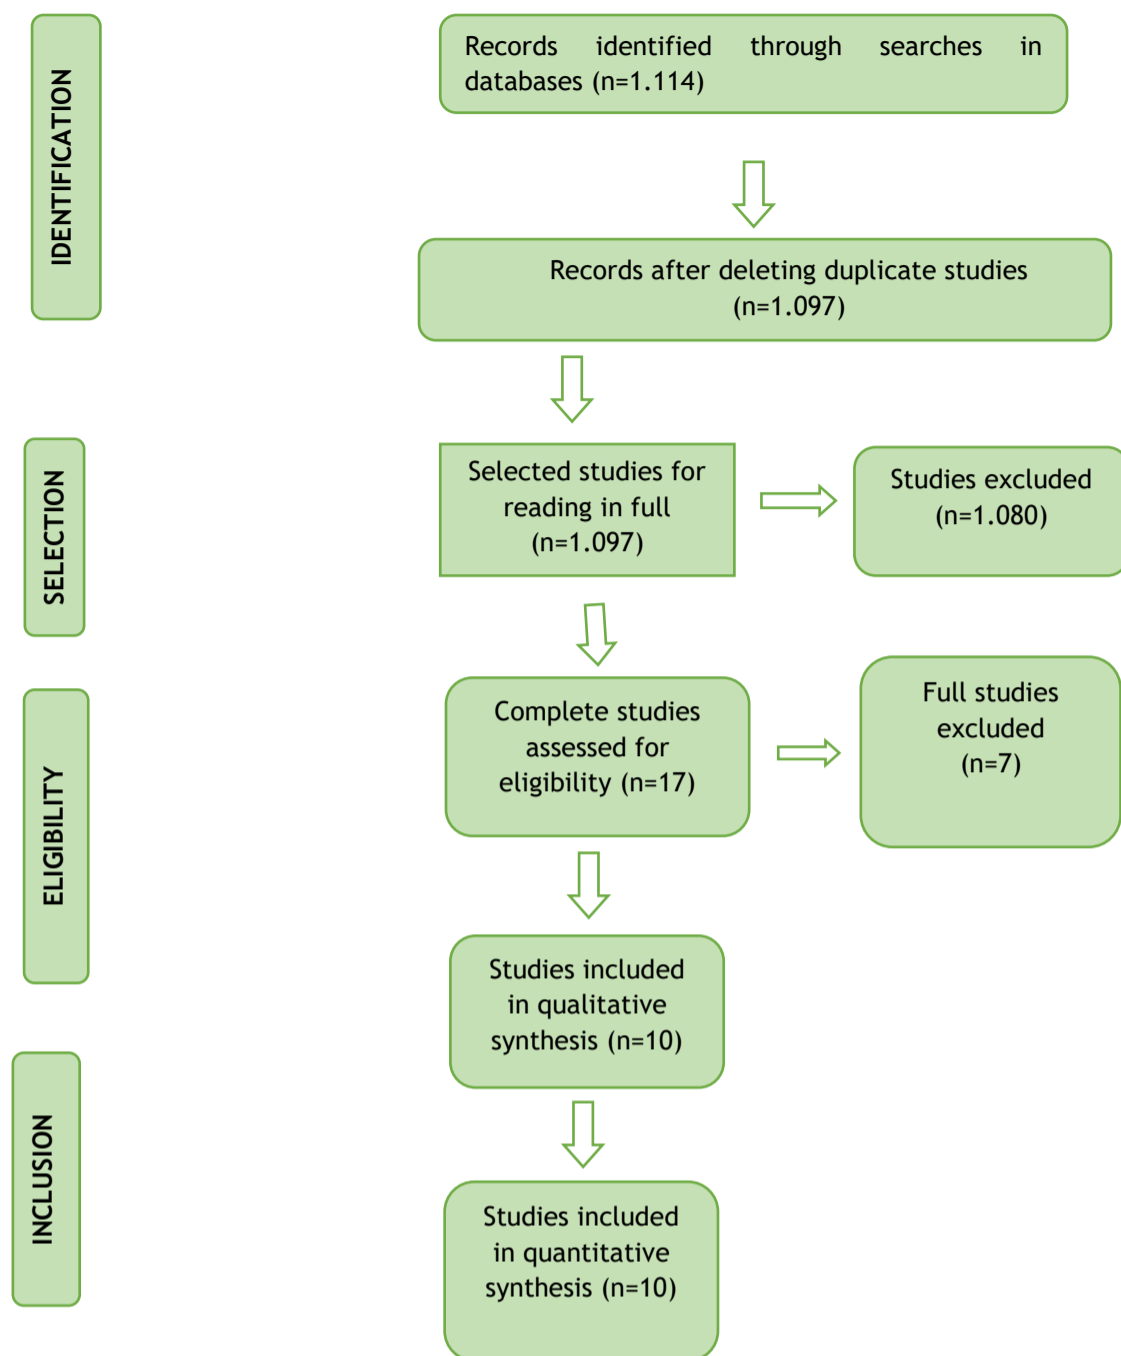 IDENTIFICATION
Records identified through searches in
databases (n=1.114)
Records after deleting duplicate studies
(n=1.097)
SELECTION
Selected studies for
reading in full
(n=1.097)
Studies excluded
(n=1.080)
ELIGIBILITY
Complete studies
assessed for
eligibility (n=17)
Full studies
excluded
(n=7)
Studies included
in qualitative
synthesis (n=10)
INCLUSION
Studies included
in quantitative
synthesis (n=10)